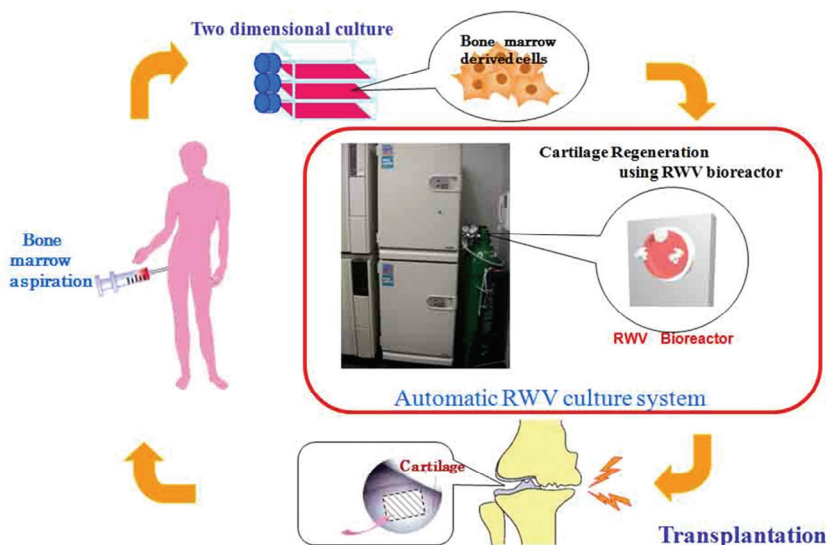 Two dimensional culture
Bone marrow
derived cells
Cartilage Regeneration
using RWV bioreactor
Bone
marrow
aspiration
RWV Bioreactor
Automatic RWV culture system
Cartilage
Transplantation